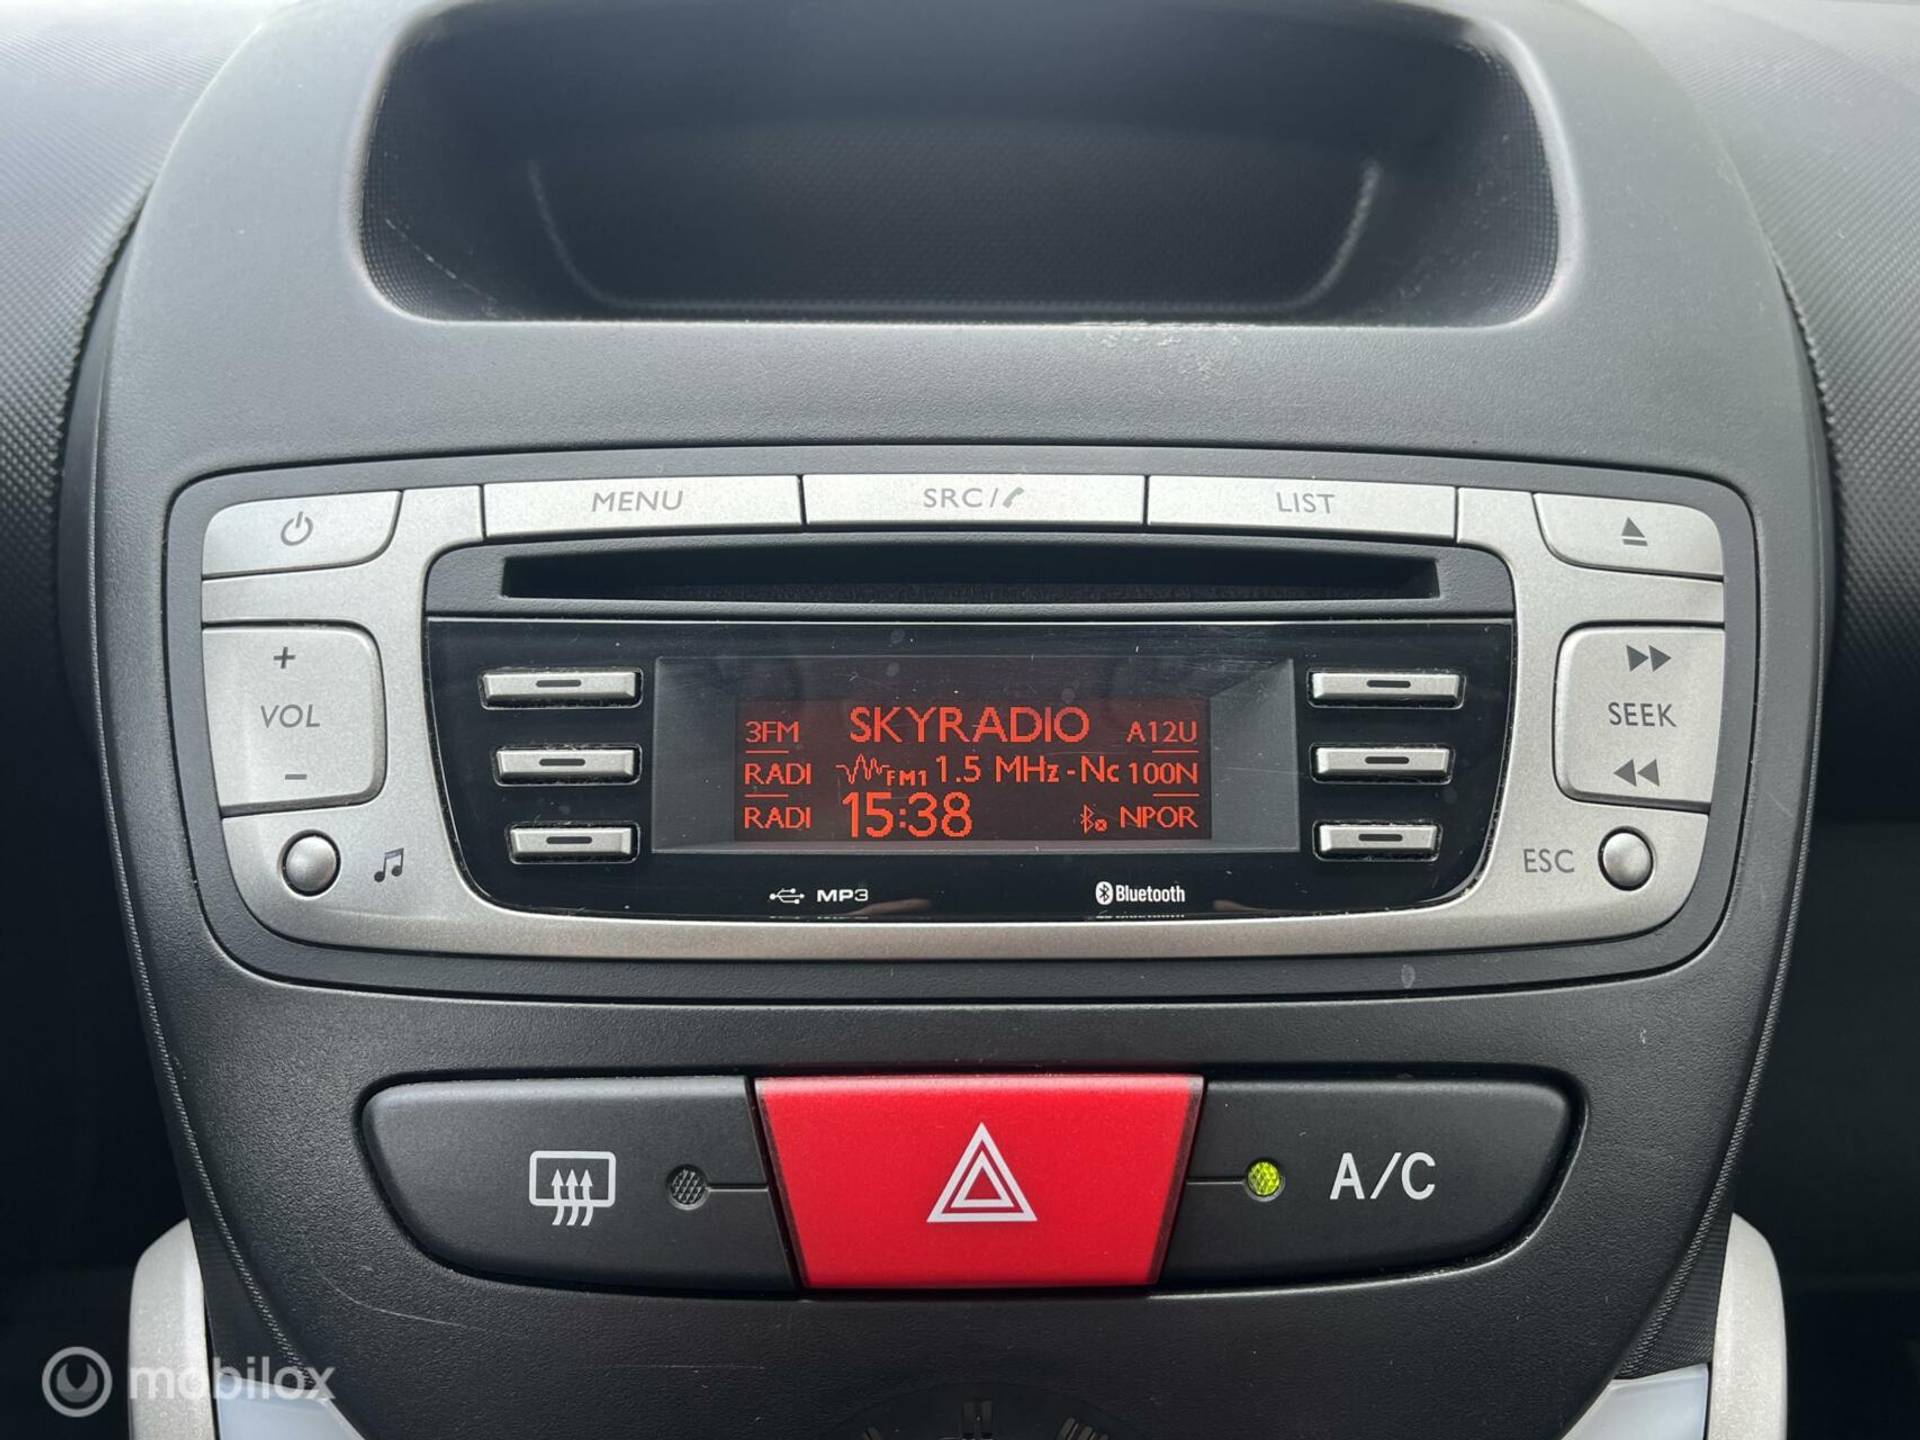 MENU SRC/ LIST
+
VOL
−
SEEK
3FM SKYRADIO A12U
RADI FM1 1.5 MHz - Nc 100N
RADI 15:38 NPOR
ESC
MP3 Bluetooth
A/C
mobilox